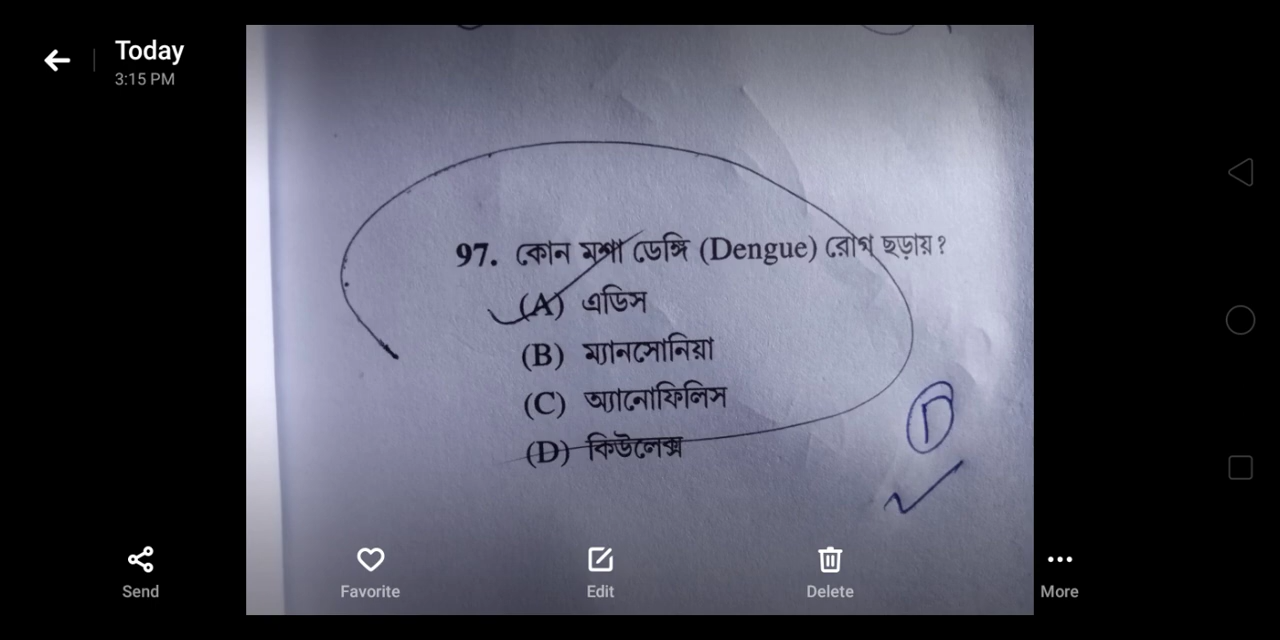 Today
3:15 PM
97. কোন মশা ডেঙ্গি (Dengue) রোগ ছড়ায়?
(A) এডিস
(B) ম্যানসোনিয়া
(C) অ্যানোফিলিস
(D) কিউলেক্স
Send
Favorite
Edit
Delete
More